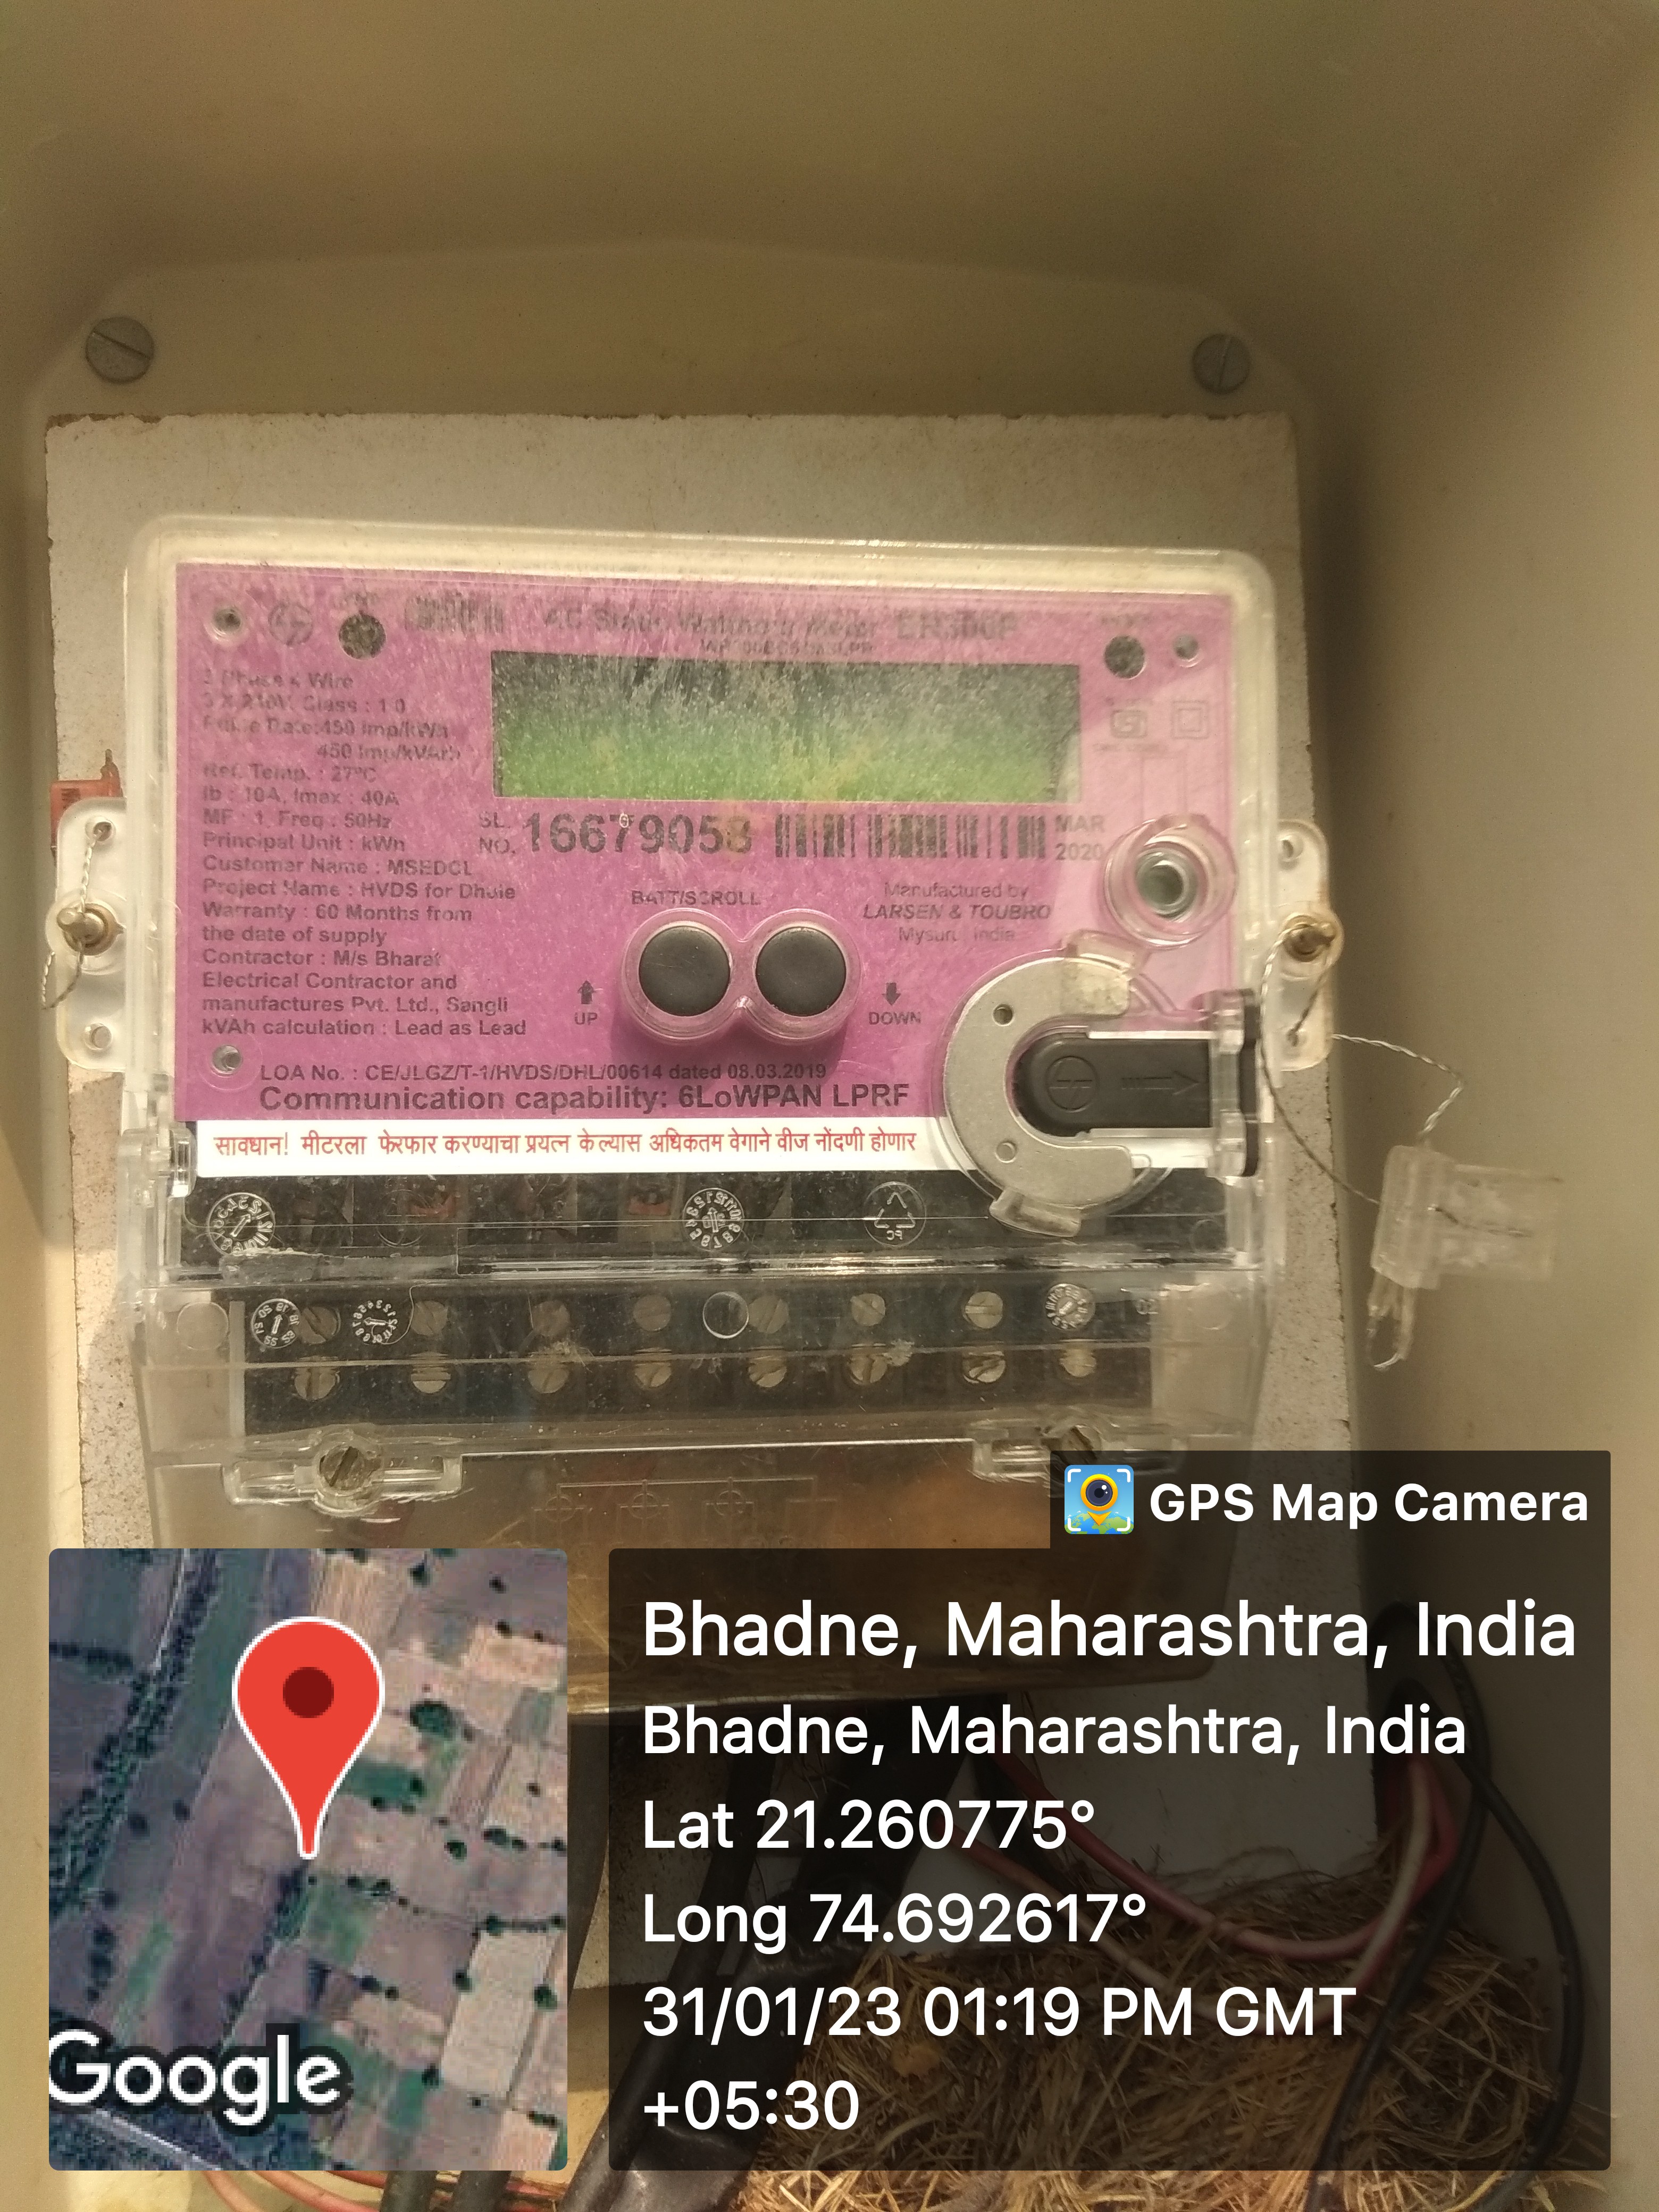 AC Static Watthour Meter ER300P
3 Phase 4 Wire
3 X 240V, Class : 1.0
Pulse Rate:450 imp/kWh
450 imp/kVArh
Ref. Temp. : 27°C
Ib : 10A, Imax : 40A
MF : 1, Freq : 50Hz
Principal Unit : kWh
Customer Name : MSEDCL
Project Name : HVDS for Dhule
Warranty : 60 Months from
the date of supply
Contractor : M/s Bharat
Electrical Contractor and
manufactures Pvt. Ltd., Sangli
kVAh calculation : Lead as Lead
SL. NO. 16679058
MAR
2020
BATT/SCROLL
UP
DOWN
Manufactured by
LARSEN & TOUBRO
Mysuru India
LOA No. : CE/JLGZ/T-1/HVDS/DHL/00614 dated 08.03.2019
Communication capability: 6LoWPAN LPRF
सावधान! मीटरला फेरफार करण्याचा प्रयत्न केल्यास अधिकतम वेगाने वीज नोंदणी होणार
PC
GPS Map Camera
Google
Bhadne, Maharashtra, India
Bhadne, Maharashtra, India
Lat 21.260775°
Long 74.692617°
31/01/23 01:19 PM GMT
+05:30